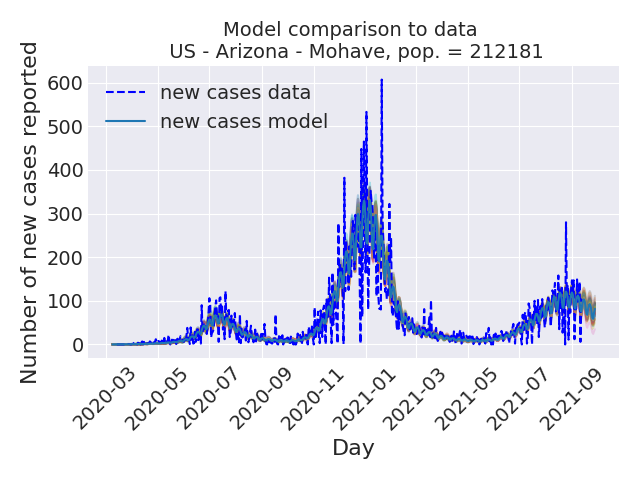 Model comparison to data
US - Arizona - Mohave, pop. = 212181
Number of new cases reported
600
500
400
300
200
100
0
new cases data
new cases model
2020-03
2020-05
2020-07
2020-09
2020-11
2021-01
2021-03
2021-05
2021-07
2021-09
Day